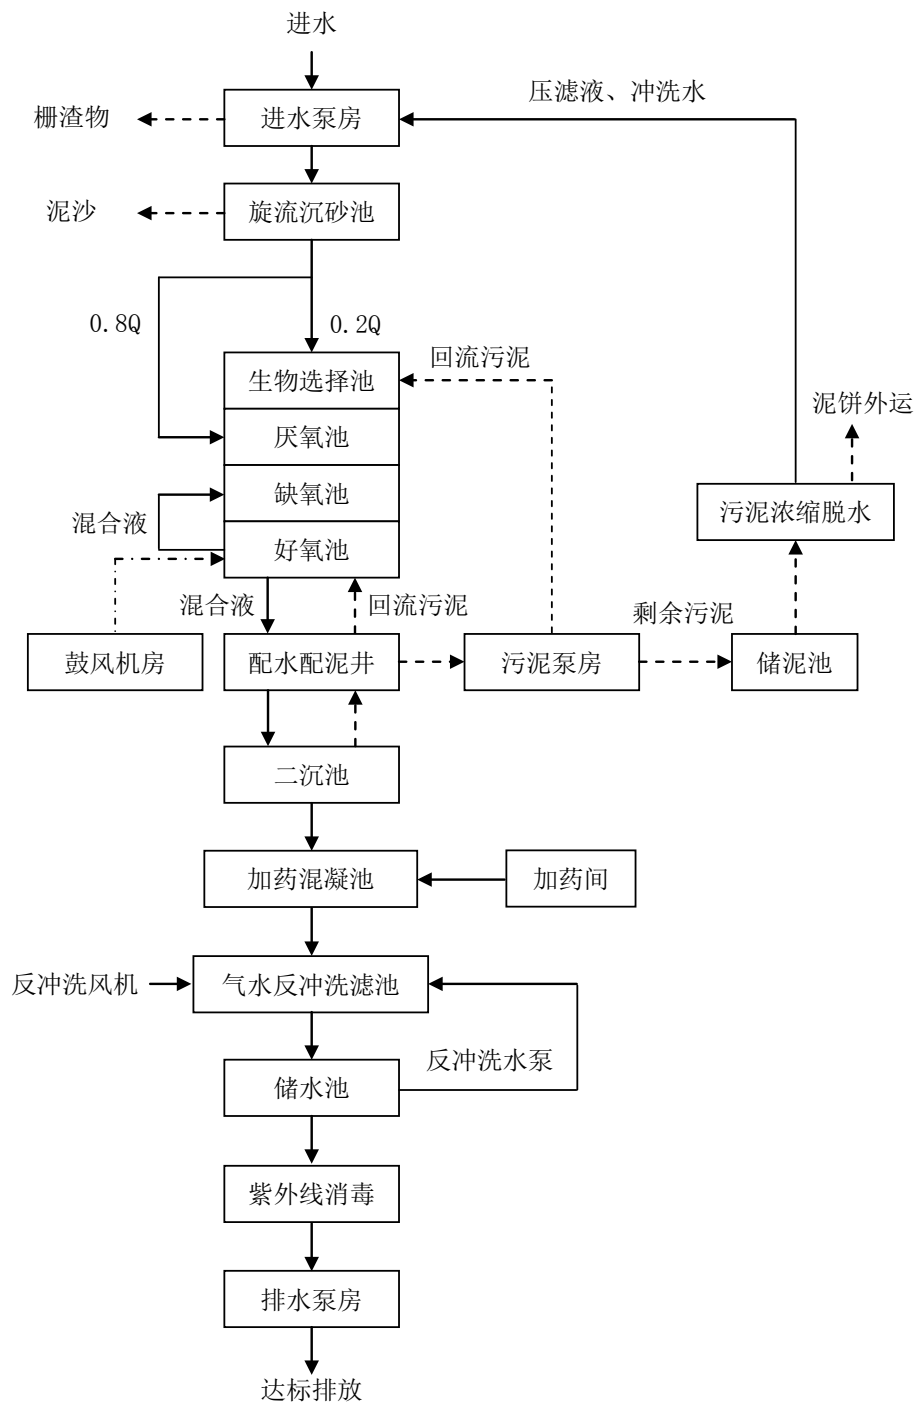 进水
压滤液、冲洗水
栅渣物
进水泵房
泥沙
旋流沉砂池
0.8Q
0.2Q
回流污泥
生物选择池
泥饼外运
厌氧池
缺氧池
污泥浓缩脱水
混合液
好氧池
混合液
回流污泥
剩余污泥
鼓风机房
配水配泥井
污泥泵房
储泥池
二沉池
加药混凝池
加药间
反冲洗风机
气水反冲洗滤池
反冲洗水泵
储水池
紫外线消毒
排水泵房
达标排放